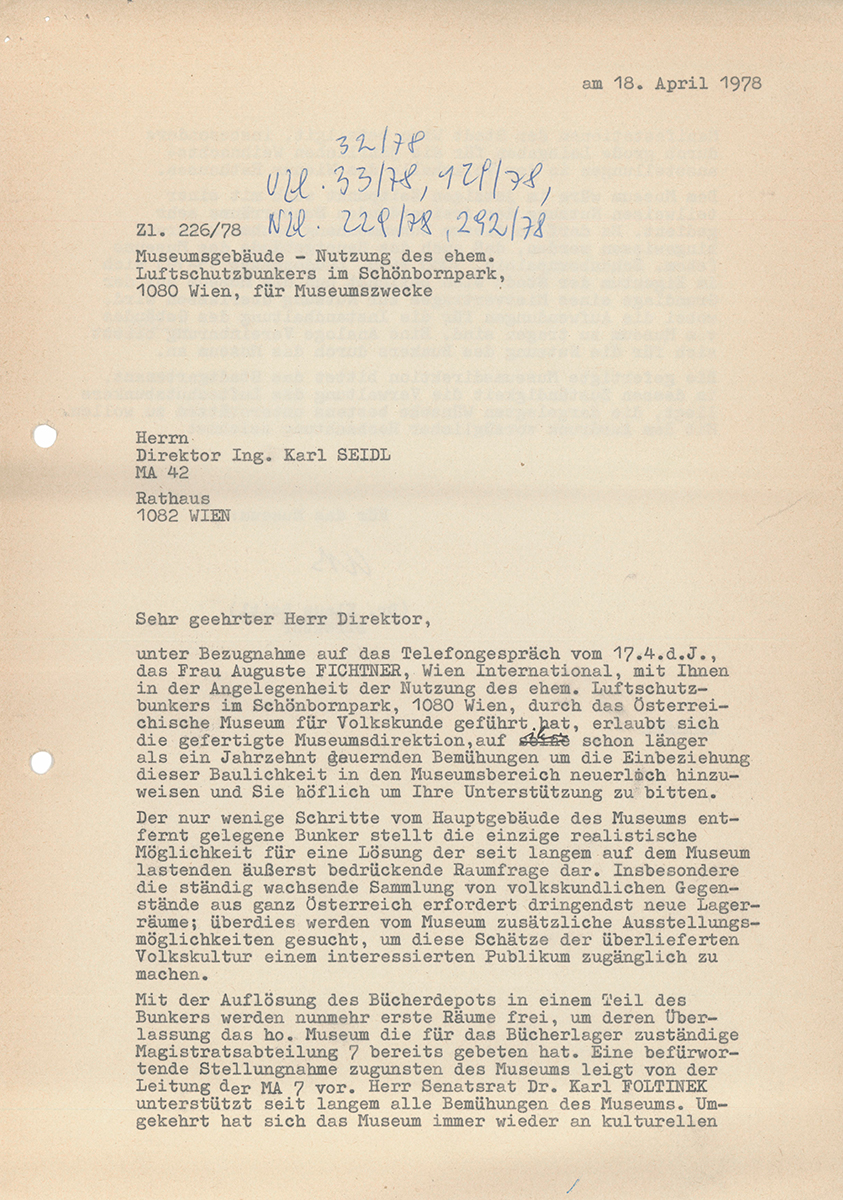 am 18. April 1978
32/78
VZl. 33/78, 129/78,
Zl. 226/78 NZl. 229/78, 292/78
Museumsgebäude - Nutzung des ehem.
Luftschutzbunkers im Schönbornpark,
1080 Wien, für Museumszwecke
Herrn
Direktor Ing. Karl SEIDL
MA 42
Rathaus
1082 WIEN
Sehr geehrter Herr Direktor,
unter Bezugnahme auf das Telefongespräch vom 17.4.d.J.,
das Frau Auguste FICHTNER, Wien International, mit Ihnen
in der Angelegenheit der Nutzung des ehem. Luftschutz-
bunkers im Schönbornpark, 1080 Wien, durch das Österrei-
chische Museum für Volkskunde geführt hat, erlaubt sich
die gefertigte Museumsdirektion,auf ihre schon länger
als ein Jahrzehnt dauernden Bemühungen um die Einbeziehung
dieser Baulichkeit in den Museumsbereich neuerlich hinzu-
weisen und Sie höflich um Ihre Unterstützung zu bitten.
Der nur wenige Schritte vom Hauptgebäude des Museums ent-
fernt gelegene Bunker stellt die einzige realistische
Möglichkeit für eine Lösung der seit langem auf dem Museum
lastenden äußerst bedrückende Raumfrage dar. Insbesondere
die ständig wachsende Sammlung von volkskundlichen Gegen-
stände aus ganz Österreich erfordert dringendst neue Lager-
räume; überdies werden vom Museum zusätzliche Ausstellungs-
möglichkeiten gesucht, um diese Schätze der überlieferten
Volkskultur einem interessierten Publikum zugänglich zu
machen.
Mit der Auflösung des Bücherdepots in einem Teil des
Bunkers werden nunmehr erste Räume frei, um deren Über-
lassung das ho. Museum die für das Bücherlager zuständige
Magistratsabteilung 7 bereits gebeten hat. Eine befürwor-
tende Stellungnahme zugunsten des Museums leigt von der
Leitung der MA 7 vor. Herr Senatsrat Dr. Karl FOLTINEK
unterstützt seit langem alle Bemühungen des Museums. Um-
gekehrt hat sich das Museum immer wieder an kulturellen